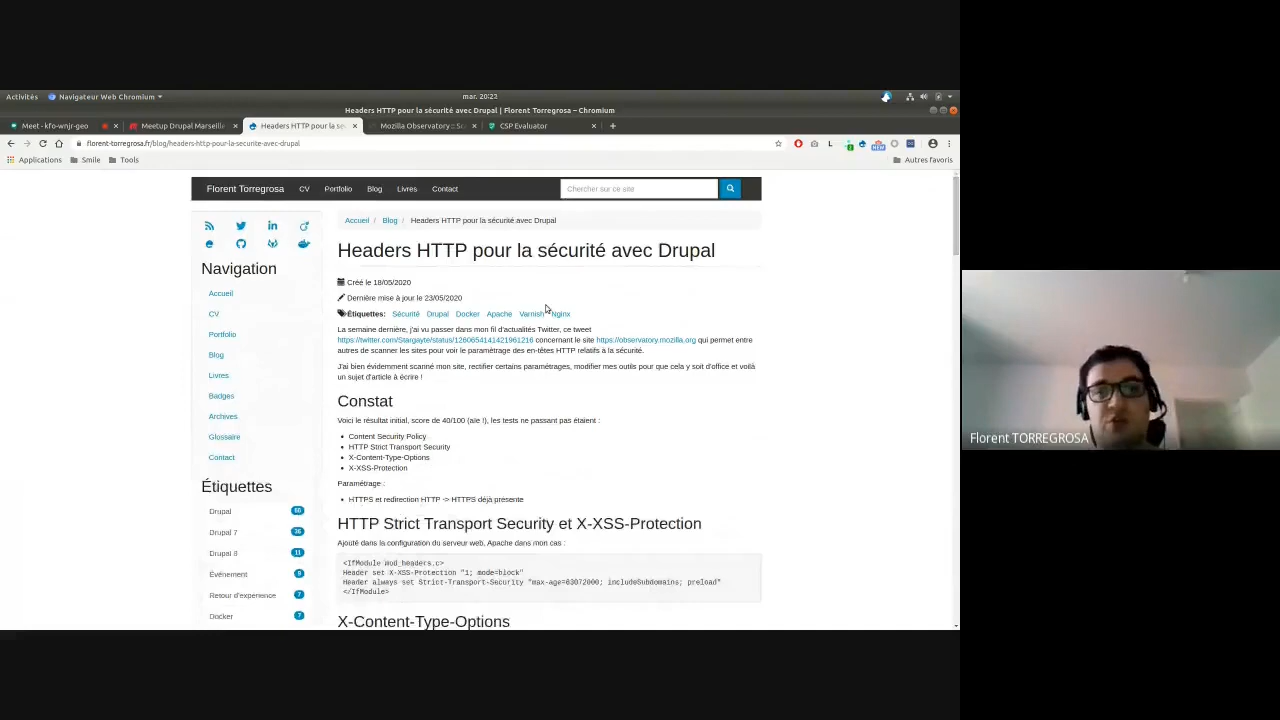 Activités Navigateur Web Chromium mar. 20:23
Headers HTTP pour la sécurité avec Drupal | Florent Torregrosa – Chromium
Meet - kfo-wnjr-geo Meetup Drupal Marseille Headers HTTP pour la sé Mozilla Observatory :: Sc CSP Evaluator
florent-torregrosa.fr/blog/headers-http-pour-la-securite-avec-drupal
Applications Smile Tools Autres favoris
Florent Torregrosa CV Portfolio Blog Livres Contact Chercher sur ce site
Accueil / Blog / Headers HTTP pour la sécurité avec Drupal
Navigation
Accueil
CV
Portfolio
Blog
Livres
Badges
Archives
Glossaire
Contact
Étiquettes
Drupal
Drupal 7 36
Drupal 8 11
Événement 9
Retour d'expérience 7
Docker 7
Headers HTTP pour la sécurité avec Drupal
Créé le 18/05/2020
Dernière mise à jour le 23/05/2020
Étiquettes: Sécurité Drupal Docker Apache Varnish Nginx
La semaine dernière, j'ai vu passer dans mon fil d'actualités Twitter, ce tweet
https://twitter.com/Stargayte/status/1260654141421961216 concernant le site https://observatory.mozilla.org qui permet entre
autres de scanner les sites pour voir le paramétrage des en-têtes HTTP relatifs à la sécurité.
J'ai bien évidemment scanné mon site, rectifier certains paramétrages, modifier mes outils pour que cela y soit d'office et voilà
un sujet d'article à écrire !
Constat
Voici le résultat initial, score de 40/100 (aïe !), les tests ne passant pas étaient :
Content Security Policy
HTTP Strict Transport Security
X-Content-Type-Options
X-XSS-Protection
Paramétrage :
HTTPS et redirection HTTP -> HTTPS déjà présente
HTTP Strict Transport Security et X-XSS-Protection
Ajouté dans la configuration du serveur web, Apache dans mon cas :
<IfModule mod_headers.c>
Header set X-XSS-Protection "1; mode=block"
Header always set Strict-Transport-Security "max-age=63072000; includeSubdomains; preload"
</IfModule>
X-Content-Type-Options
Florent TORREGROSA